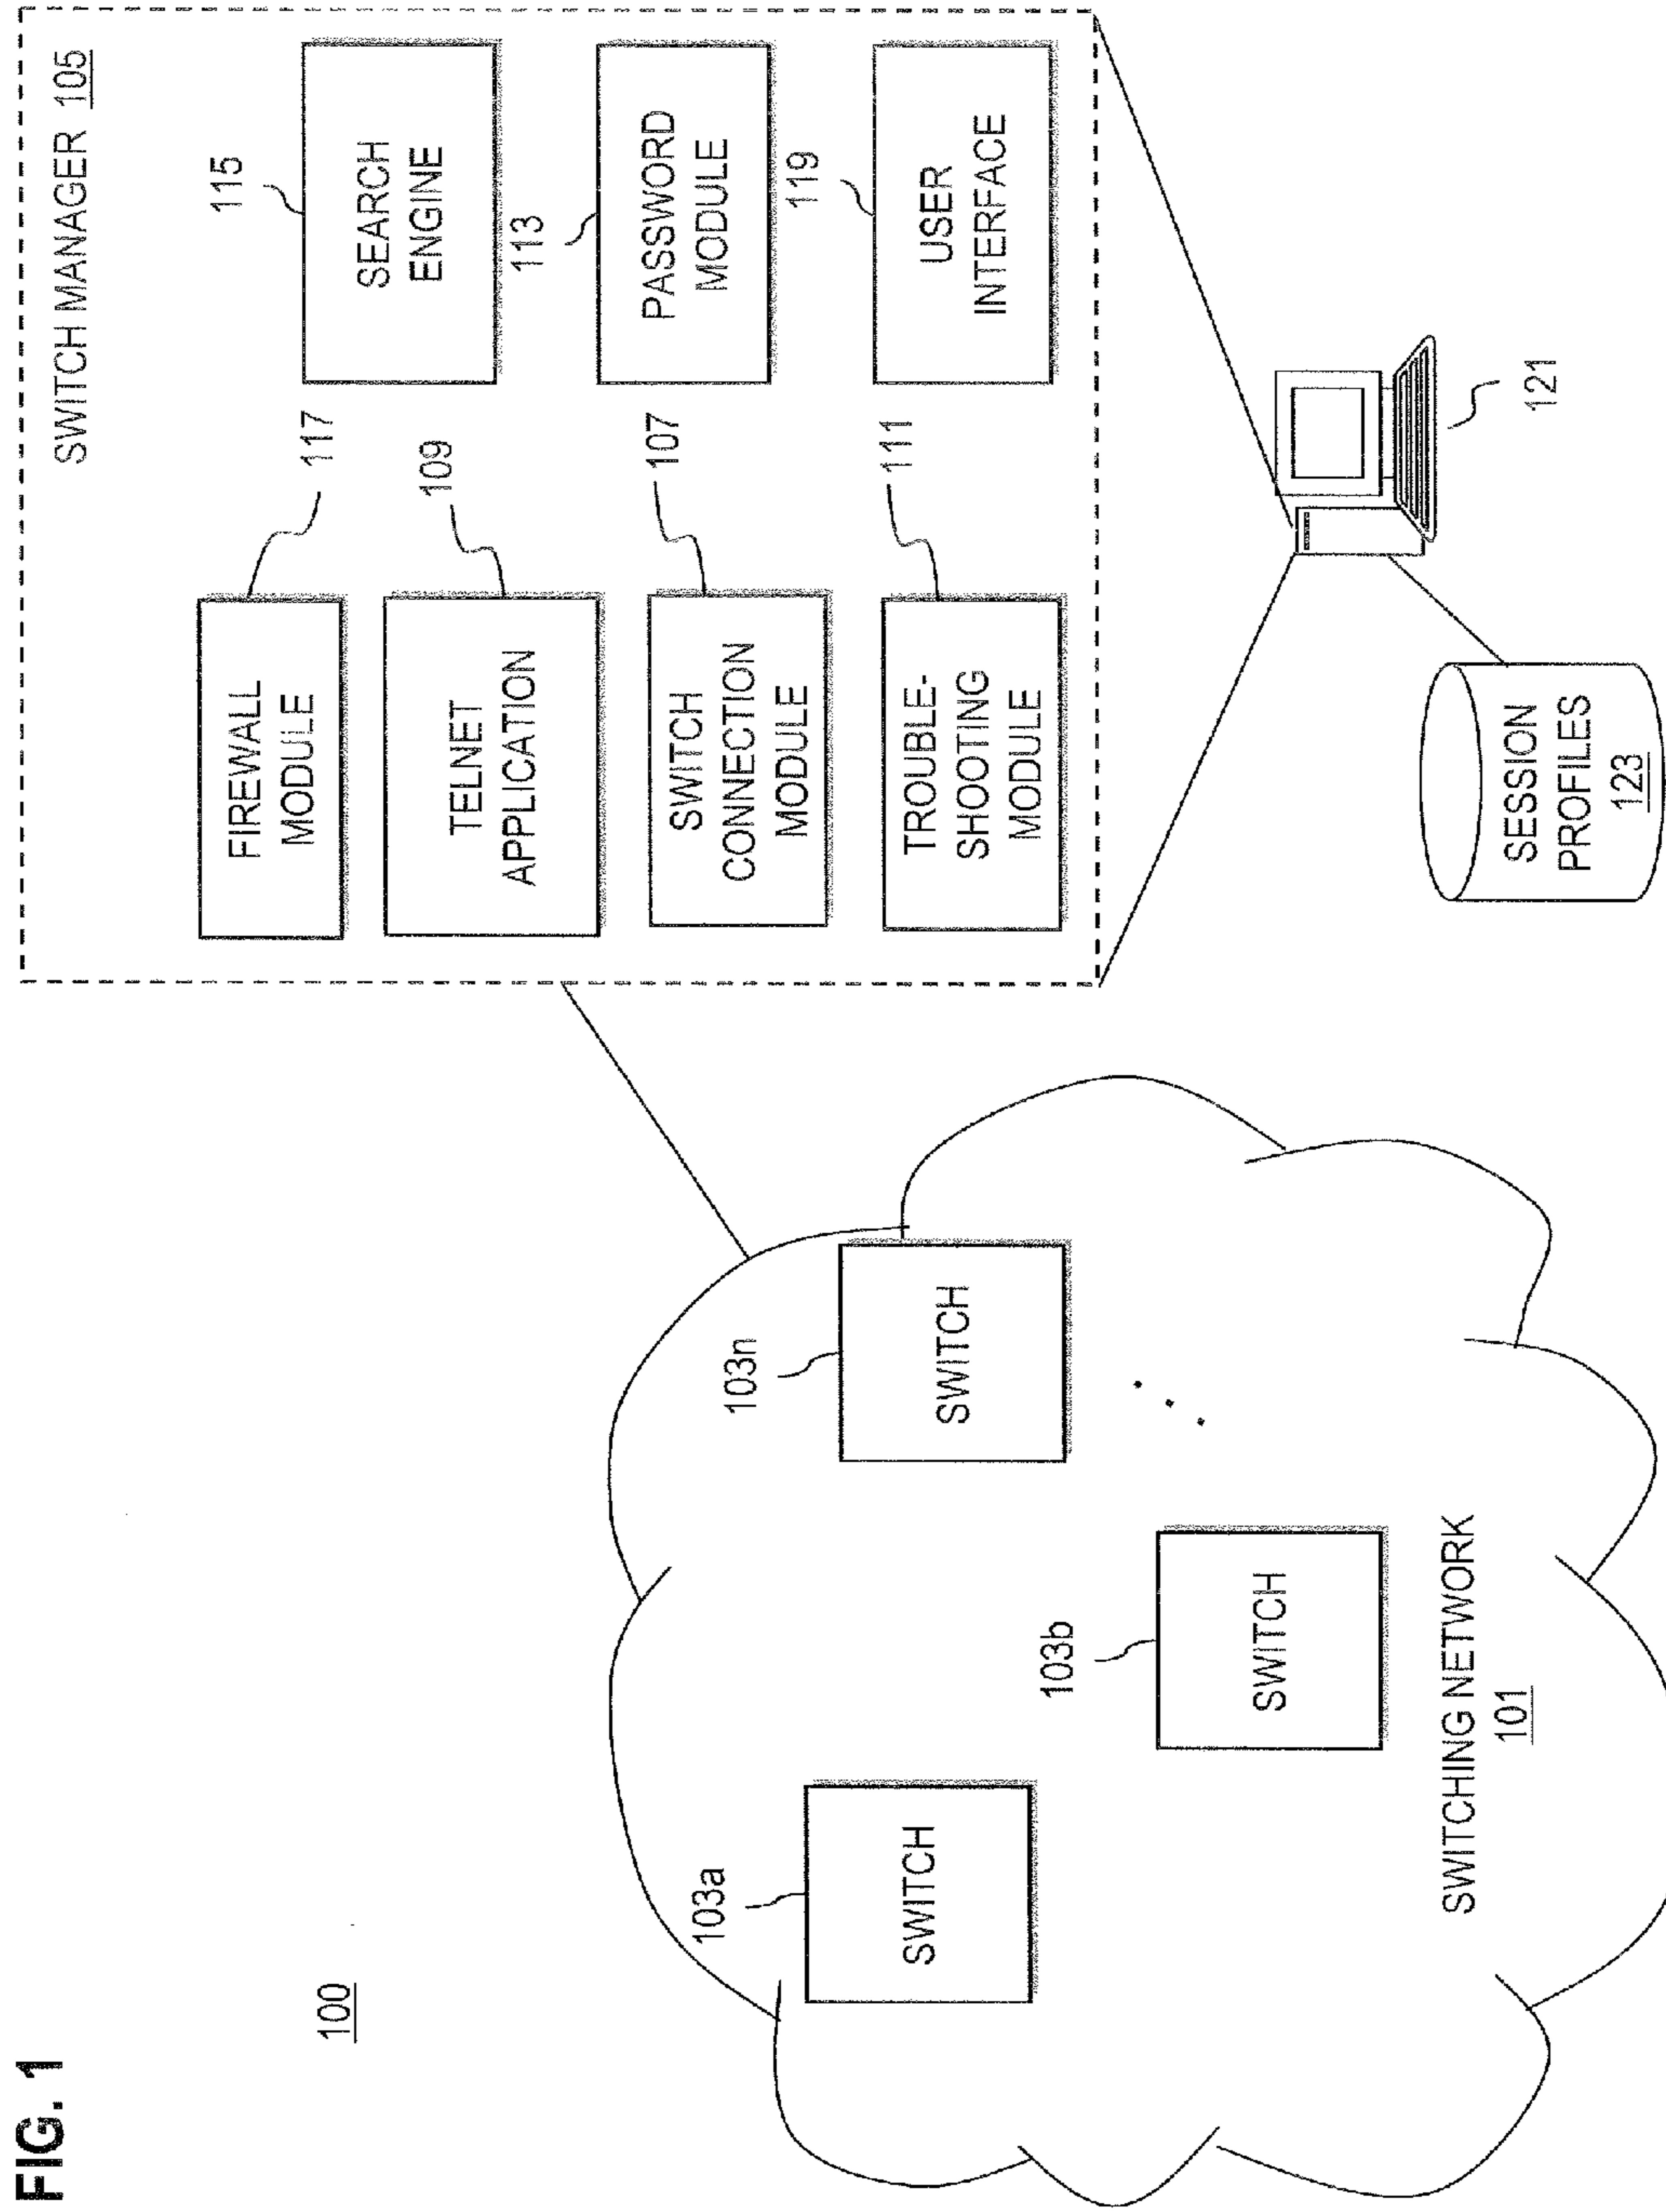 FIG. 1
100
SWITCH MANAGER 105
FIREWALL
MODULE
117
TELNET
APPLICATION
109
SWITCH
CONNECTION
MODULE
107
TROUBLE-
SHOOTING
MODULE
111
SEARCH
ENGINE
115
PASSWORD
MODULE
113
USER
INTERFACE
119
103a
SWITCH
103b
SWITCH
103n
SWITCH
. . .
SWITCHING NETWORK
101
SESSION
PROFILES
123
121